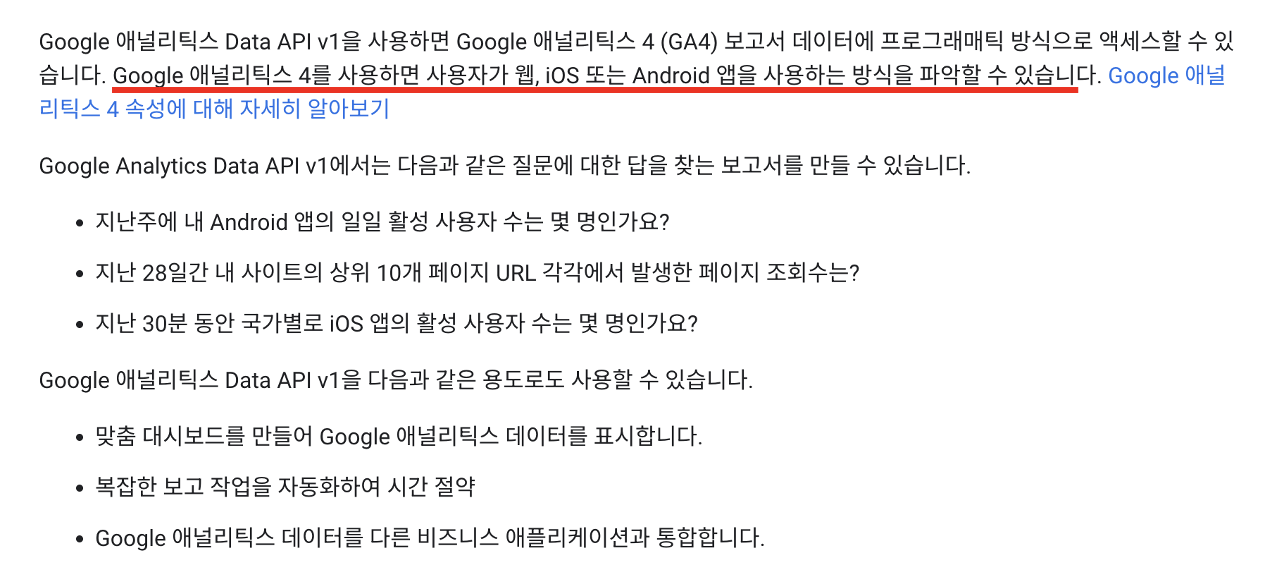 Google 애널리틱스 Data API v1을 사용하면 Google 애널리틱스 4 (GA4) 보고서 데이터에 프로그래매틱 방식으로 액세스할 수 있
습니다. Google 애널리틱스 4를 사용하면 사용자가 웹, iOS 또는 Android 앱을 사용하는 방식을 파악할 수 있습니다. Google 애널
리틱스 4 속성에 대해 자세히 알아보기
Google Analytics Data API v1에서는 다음과 같은 질문에 대한 답을 찾는 보고서를 만들 수 있습니다.
• 지난주에 내 Android 앱의 일일 활성 사용자 수는 몇 명인가요?
• 지난 28일간 내 사이트의 상위 10개 페이지 URL 각각에서 발생한 페이지 조회수는?
• 지난 30분 동안 국가별로 iOS 앱의 활성 사용자 수는 몇 명인가요?
Google 애널리틱스 Data API v1을 다음과 같은 용도로도 사용할 수 있습니다.
• 맞춤 대시보드를 만들어 Google 애널리틱스 데이터를 표시합니다.
• 복잡한 보고 작업을 자동화하여 시간 절약
• Google 애널리틱스 데이터를 다른 비즈니스 애플리케이션과 통합합니다.